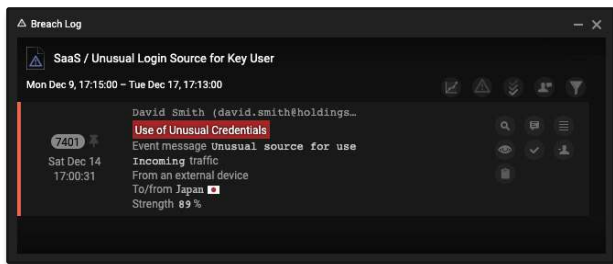 Breach Log
SaaS / Unusual Login Source for Key User
Mon Dec 9, 17:15:00 – Tue Dec 17, 17:13:00
David Smith (david.smith@holdings…
Use of Unusual Credentials
7401
Event message Unusual source for use
Sat Dec 14
Incoming traffic
17:00:31
From an external device
To/from Japan
Strength 89 %